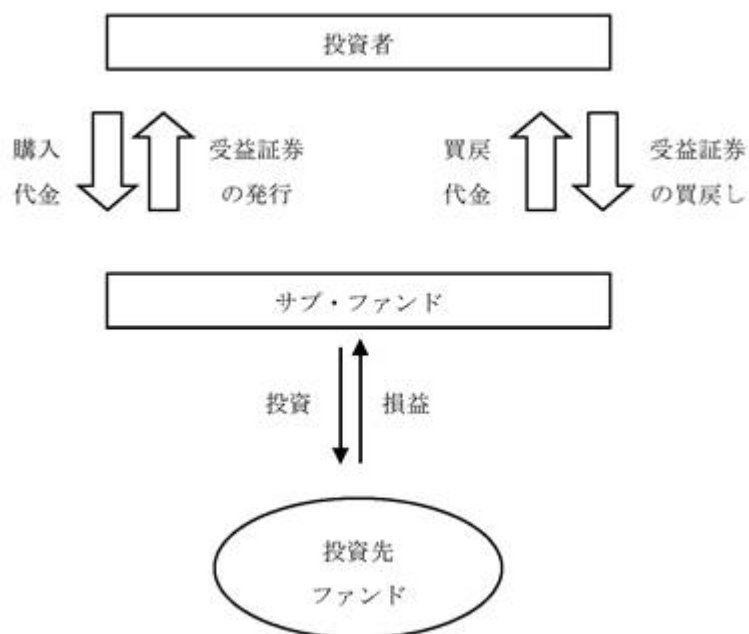 投資者
購入
代金
受益証券
の発行
買戻
代金
受益証券
の買戻し
サブ・ファンド
投資
損益
投資先
ファンド